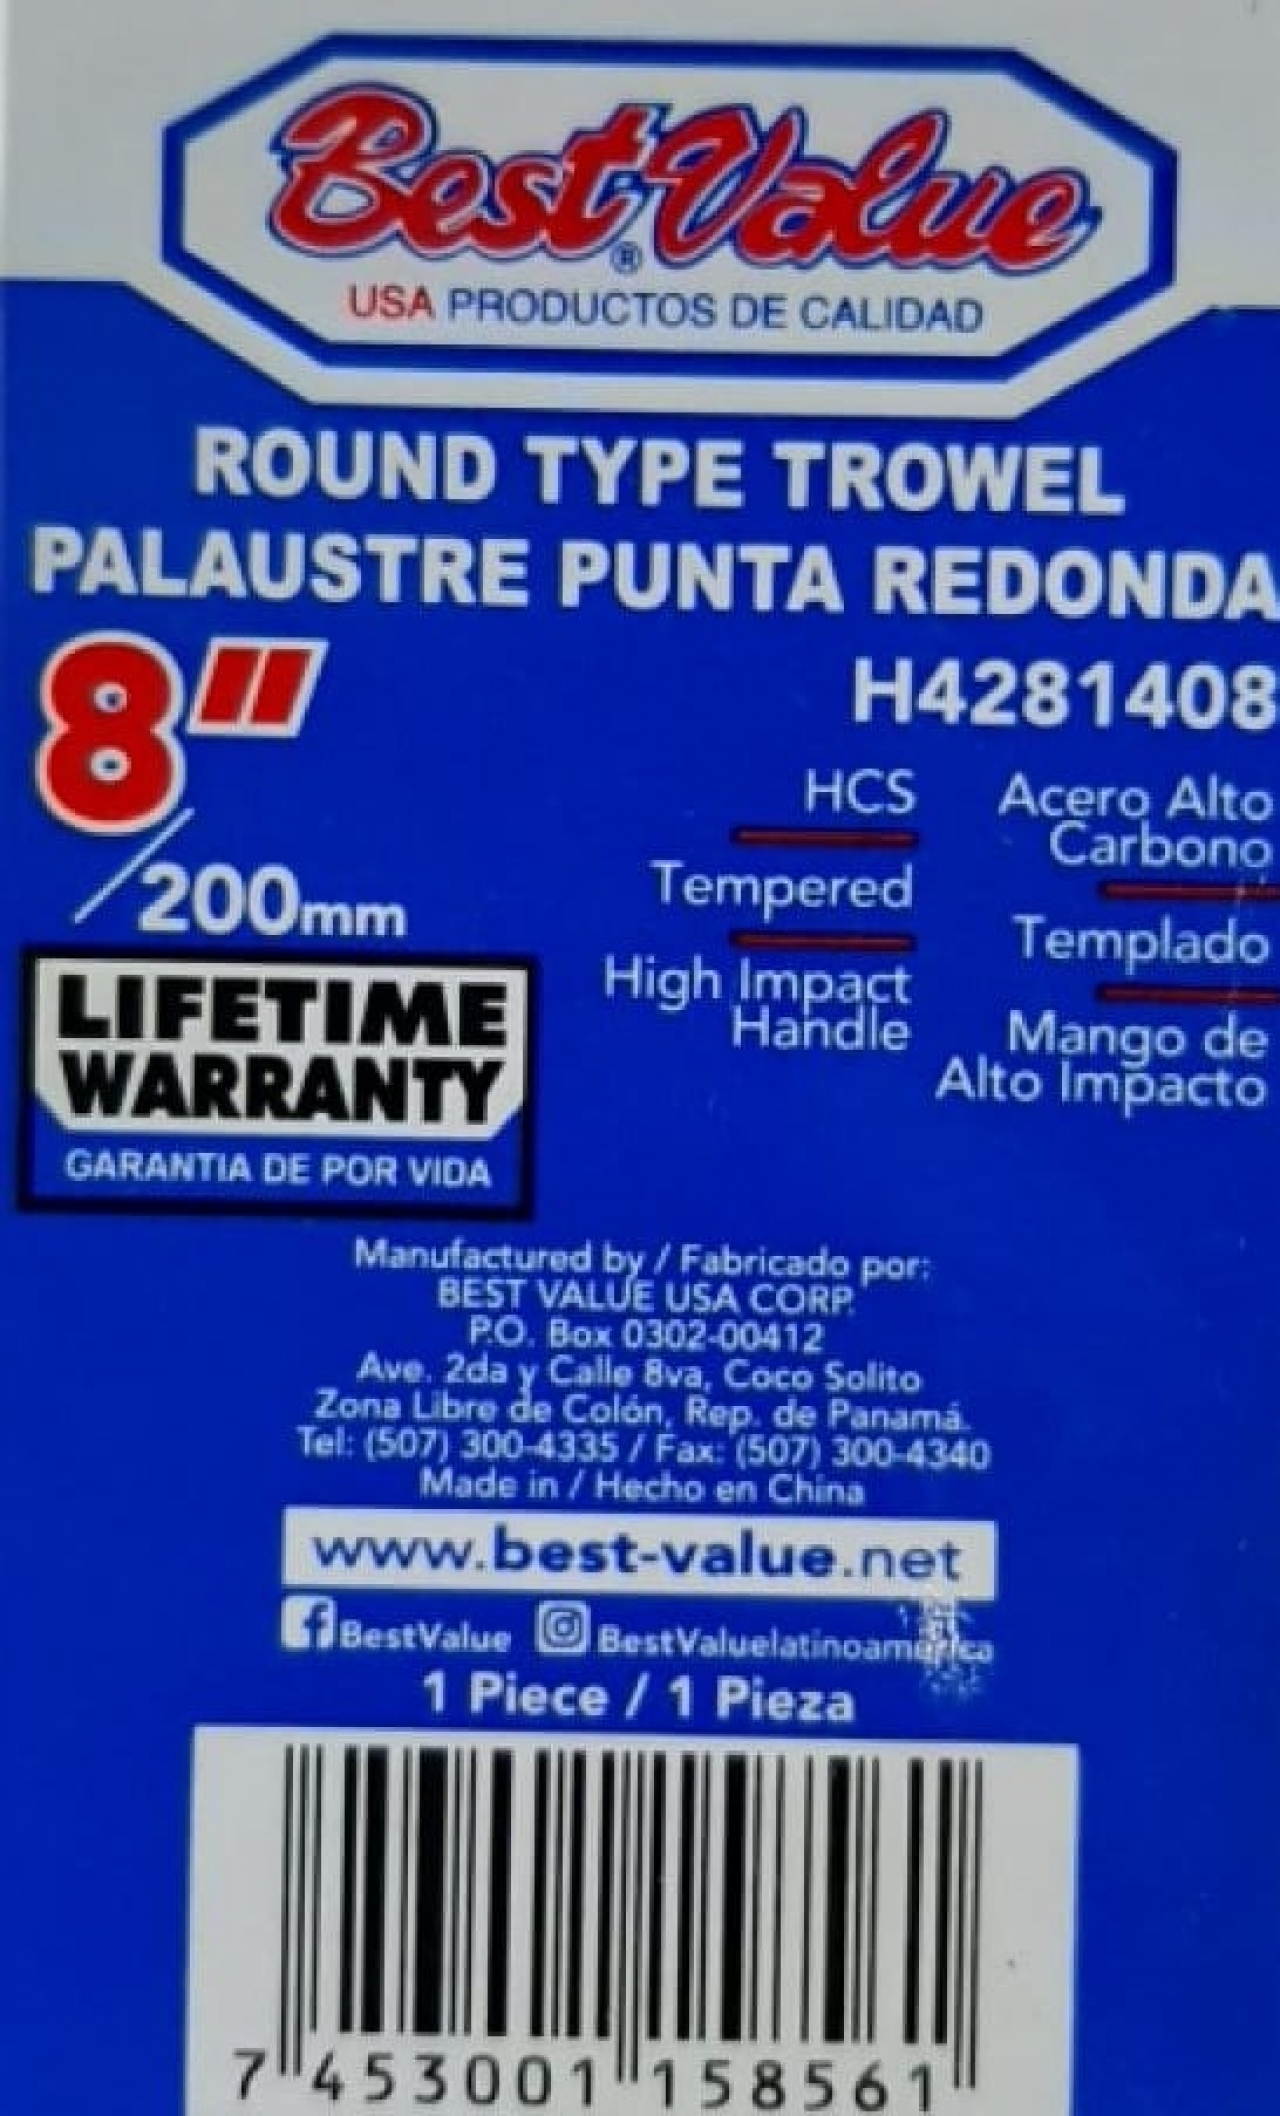 Best Value
®
USA PRODUCTOS DE CALIDAD
ROUND TYPE TROWEL
PALAUSTRE PUNTA REDONDA
8"
/200mm
H4281408
HCS
Tempered
High Impact
Handle
Acero Alto
Carbono
Templado
Mango de
Alto Impacto
LIFETIME
WARRANTY
GARANTIA DE POR VIDA
Manufactured by / Fabricado por:
BEST VALUE USA CORP.
P.O. Box 0302-00412
Ave. 2da y Calle 8va, Coco Solito
Zona Libre de Colón, Rep. de Panamá.
Tel: (507) 300-4335 / Fax: (507) 300-4340
Made in / Hecho en China
www.best-value.net
BestValue BestValuelatinoamerica
1 Piece / 1 Pieza
7 453001 158561